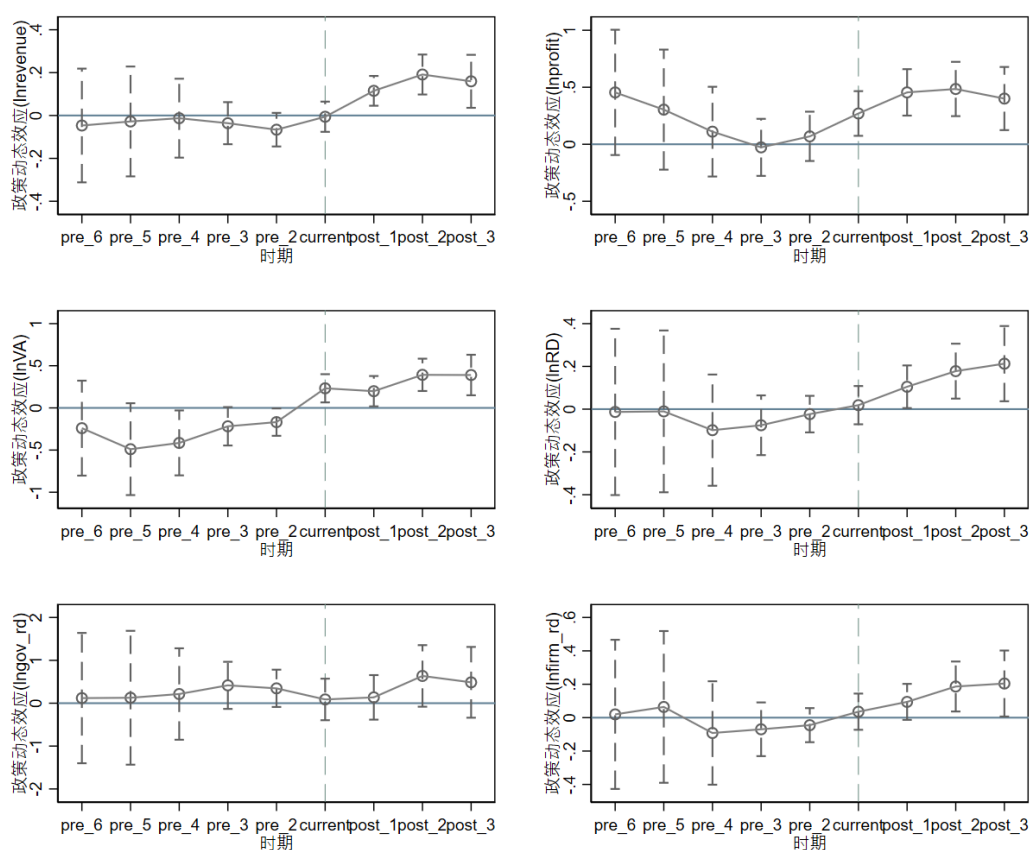 政策动态效应(lnrevenue)
.4
.2
0
-.2
-.4
pre_6 pre_5 pre_4 pre_3 pre_2 current post_1 post_2 post_3
时期
政策动态效应(lnprofit)
1
.5
0
-.5
pre_6 pre_5 pre_4 pre_3 pre_2 current post_1 post_2 post_3
时期
政策动态效应(lnVA)
1
.5
0
-.5
-1
pre_6 pre_5 pre_4 pre_3 pre_2 current post_1 post_2 post_3
时期
政策动态效应(lnRD)
.4
.2
0
-.2
-.4
pre_6 pre_5 pre_4 pre_3 pre_2 current post_1 post_2 post_3
时期
政策动态效应(lngov_rd)
2
1
0
-1
-2
pre_6 pre_5 pre_4 pre_3 pre_2 current post_1 post_2 post_3
时期
政策动态效应(lnfirm_rd)
.6
.4
.2
0
-.2
-.4
pre_6 pre_5 pre_4 pre_3 pre_2 current post_1 post_2 post_3
时期